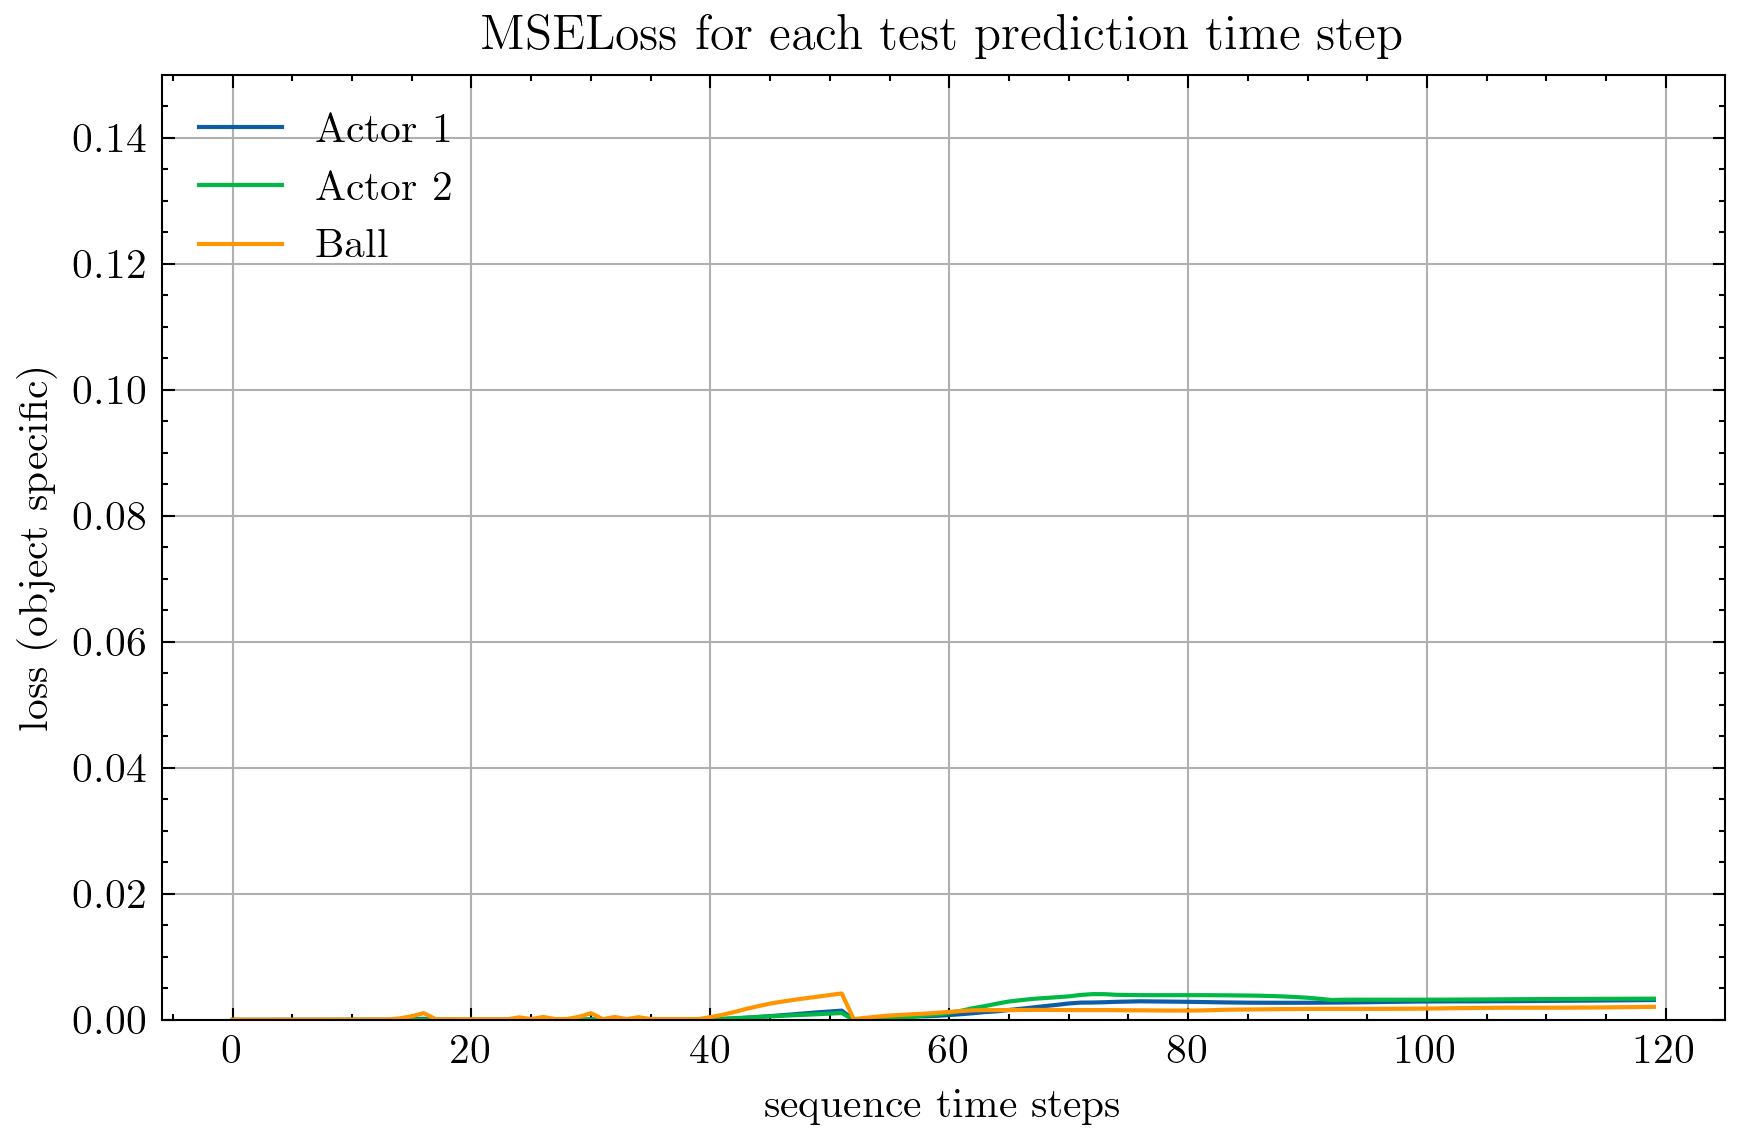 MSELoss for each test prediction time step
Actor 1
Actor 2
Ball
0.14
0.12
0.10
0.08
0.06
0.04
0.02
0.00
loss (object specific)
0 20 40 60 80 100 120
sequence time steps